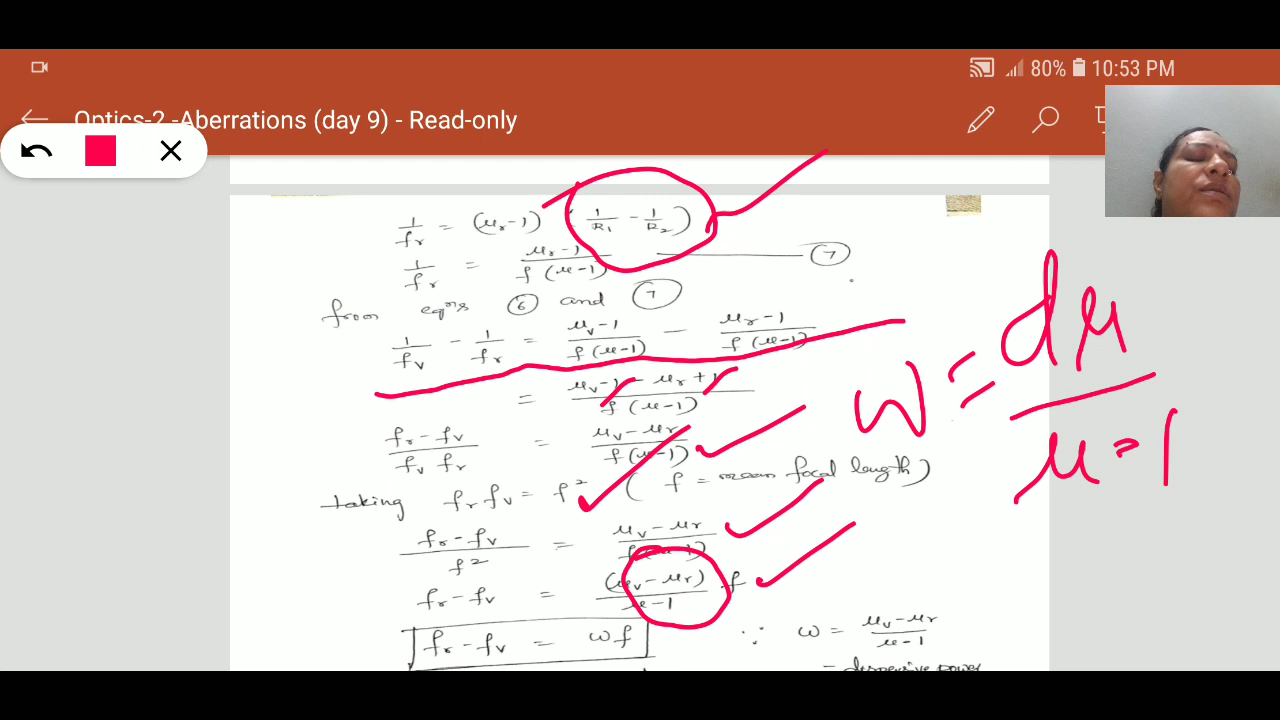 80% 10:53 PM
Optics-2 -Aberrations (day 9) - Read-only
1/fr = (μr-1) (1/R1 - 1/R2)
1/fr = μr-1/f(μ-1) ——— 7
from eqns 6 and 7
1/fv - 1/fr = μv-1/f(μ-1) - μr-1/f(μ-1)
= μv-1 - μr+1/f(μ-1)
fr-fv/fv fr = μv-μr/f(μ-1)
taking fr fv = f² ( f = mean focal length)
fr-fv/f² = μv-μr/f(μ-1)
fr-fv = (μv-μr)/μ-1 · f
fr-fv = ωf ∵ ω = μv-μr/μ-1
- dispersive power
ω = dμ/μ-1